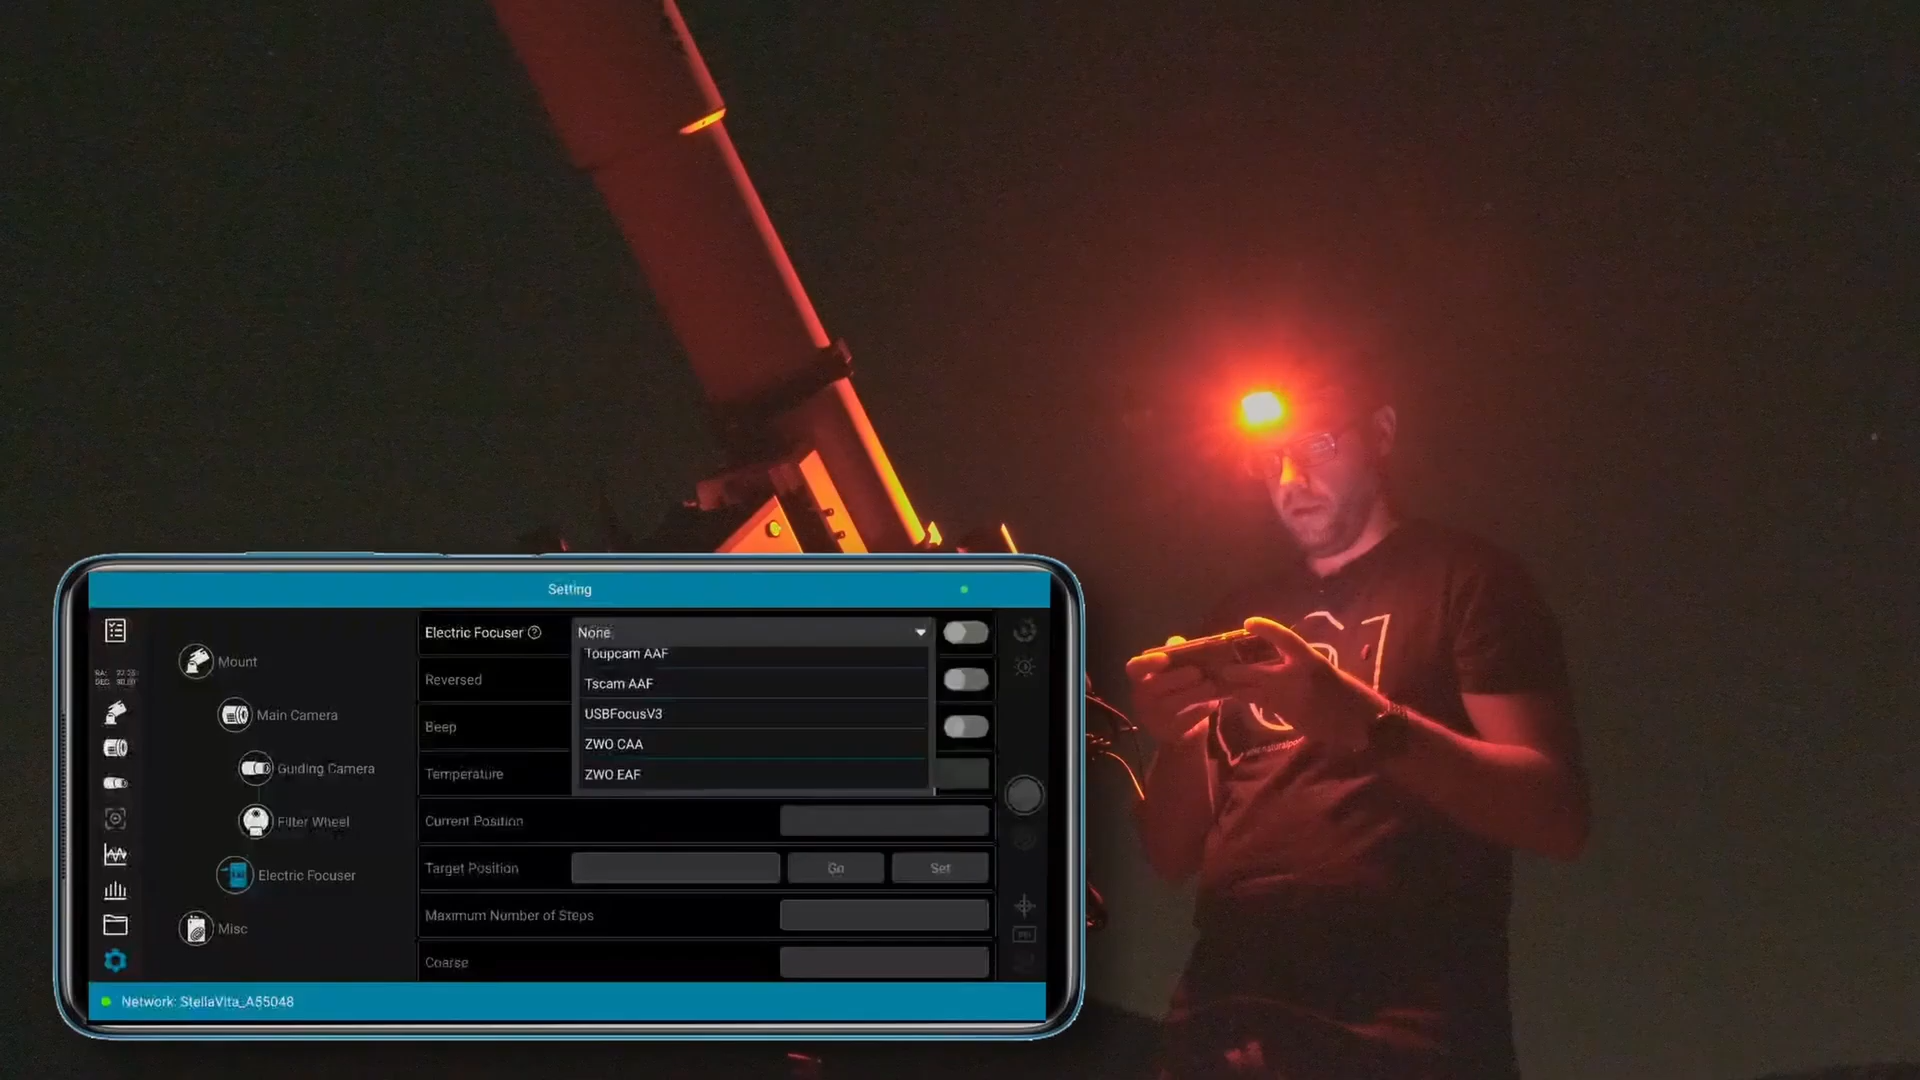 Setting
Electric Focuser
None
Toupcam AAF
Mount
Reversed
Tscam AAF
USBFocusV3
Main Camera
Beep
ZWO CAA
Guiding Camera
Temperature
ZWO EAF
Filter Wheel
Current Position
Electric Focuser
Target Position
Go
Set
Maximum Number of Steps
Misc
Coarse
Network: StellaVita_A55048